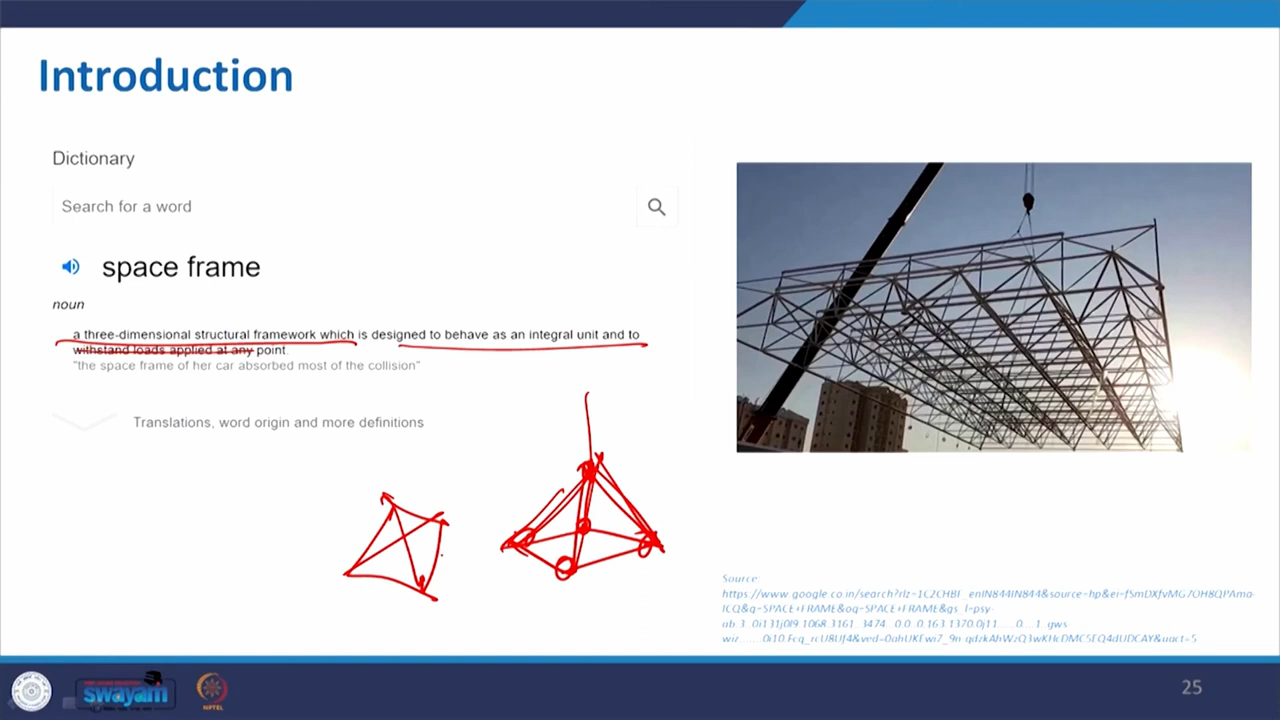 Introduction
Dictionary
Search for a word
space frame
noun
a three-dimensional structural framework which is designed to behave as an integral unit and to
withstand loads applied at any point.
"the space frame of her car absorbed most of the collision"
Translations, word origin and more definitions
Source:
swayam
NPTEL
25